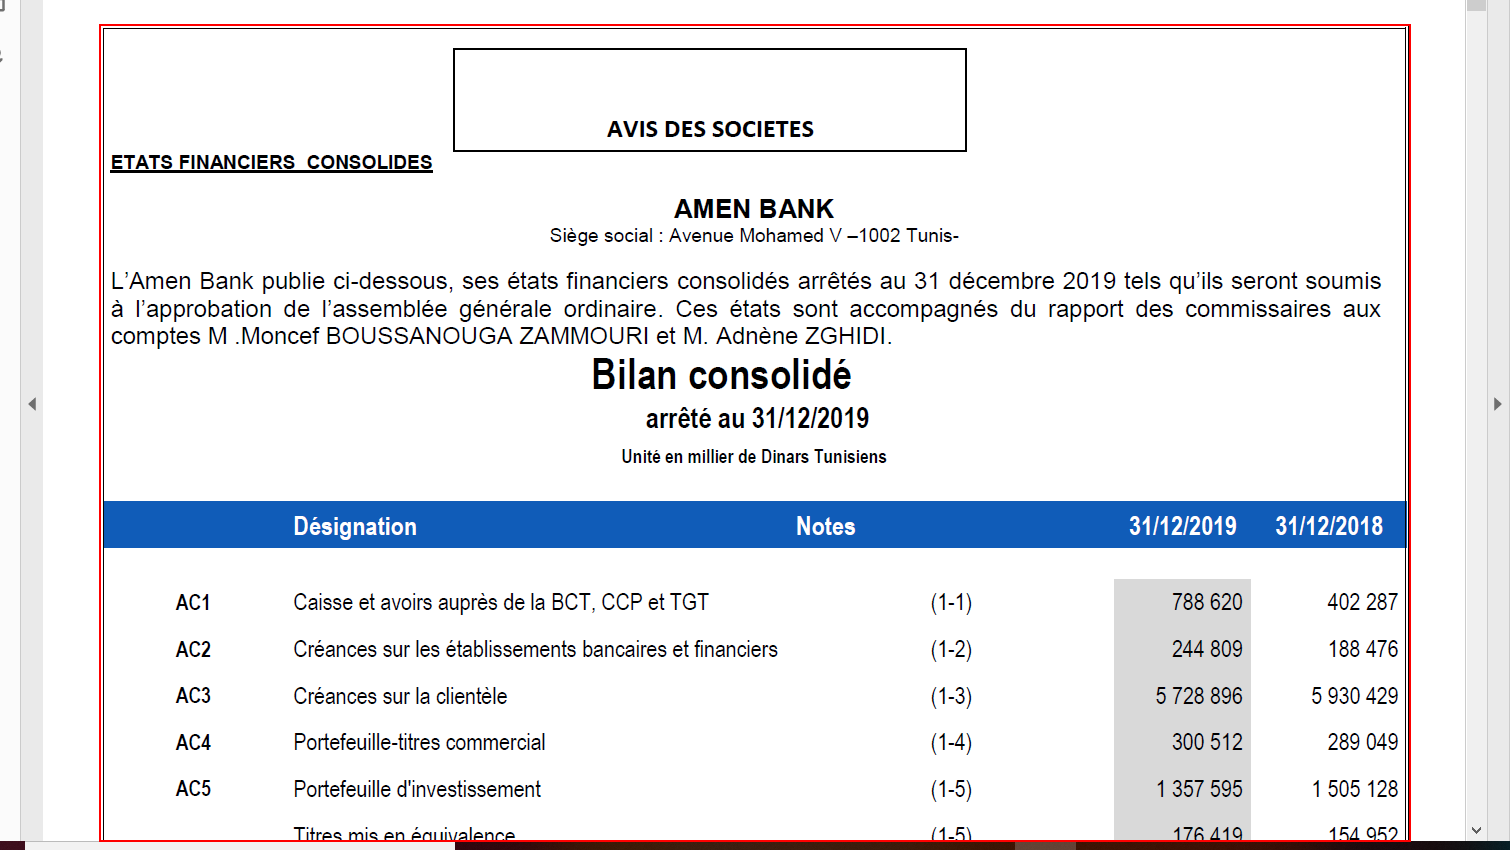 AVIS DES SOCIETES
ETATS FINANCIERS CONSOLIDES
AMEN BANK
Siège social : Avenue Mohamed V –1002 Tunis-
L’Amen Bank publie ci-dessous, ses états financiers consolidés arrêtés au 31 décembre 2019 tels qu’ils seront soumis
à l’approbation de l’assemblée générale ordinaire. Ces états sont accompagnés du rapport des commissaires aux
comptes M .Moncef BOUSSANOUGA ZAMMOURI et M. Adnène ZGHIDI.
Bilan consolidé
arrêté au 31/12/2019
Unité en millier de Dinars Tunisiens
Désignation Notes 31/12/2019 31/12/2018
AC1 Caisse et avoirs auprès de la BCT, CCP et TGT (1-1) 788 620 402 287
AC2 Créances sur les établissements bancaires et financiers (1-2) 244 809 188 476
AC3 Créances sur la clientèle (1-3) 5 728 896 5 930 429
AC4 Portefeuille-titres commercial (1-4) 300 512 289 049
AC5 Portefeuille d'investissement (1-5) 1 357 595 1 505 128
Titres mis en équivalence (1-5) 176 419 154 952